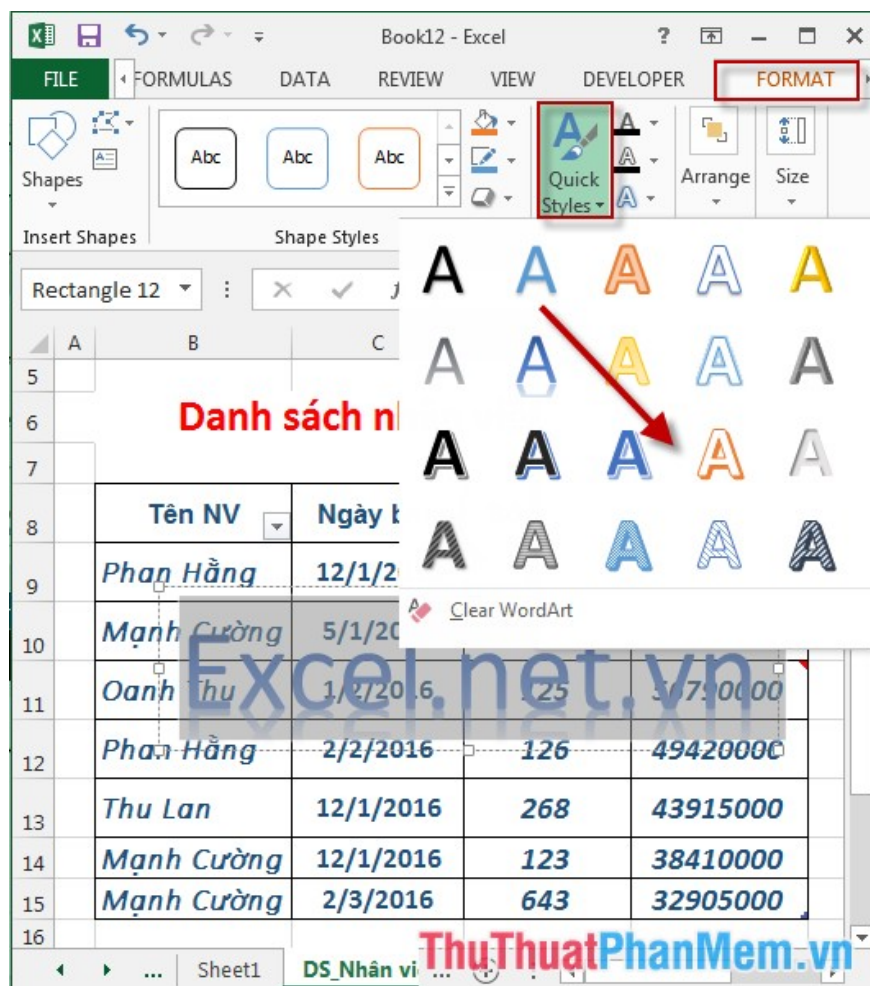 Book12 - Excel ?
FILE FORMULAS DATA REVIEW VIEW DEVELOPER FORMAT
Abc Abc Abc
Shapes Quick Styles Arrange Size
Insert Shapes Shape Styles
Rectangle 12
A B C
5
6 Danh sách
7
8 Tên NV Ngày
9 Phan Hằng 12/1/2
Clear WordArt
10 Mạnh Cường 5/1/20
Excel.net.vn
11 Oanh Thu 1/2/2016 125 50790000
12 Phan Hằng 2/2/2016 126 49420000
13 Thu Lan 12/1/2016 268 43915000
14 Mạnh Cường 12/1/2016 123 38410000
15 Mạnh Cường 2/3/2016 643 32905000
16
ThuThuatPhanMem.vn
... Sheet1 DS_Nhân vi ...